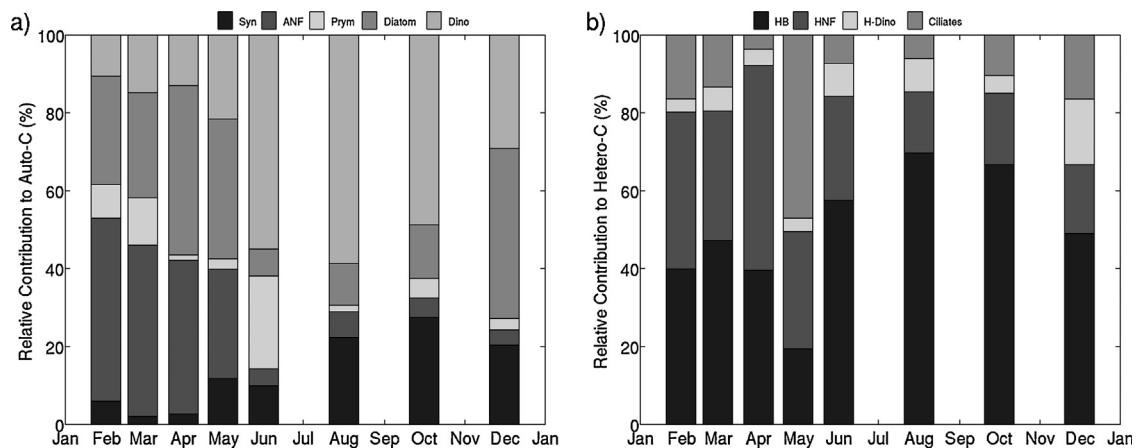 a)
Syn ANF Prym Diatom Dino
Relative Contribution to Auto-C (%)
100
80
60
40
20
0
Jan Feb Mar Apr May Jun Jul Aug Sep Oct Nov Dec Jan
b)
HB HNF H-Dino Ciliates
Relative Contribution to Hetero-C (%)
100
80
60
40
20
0
Jan Feb Mar Apr May Jun Jul Aug Sep Oct Nov Dec Jan